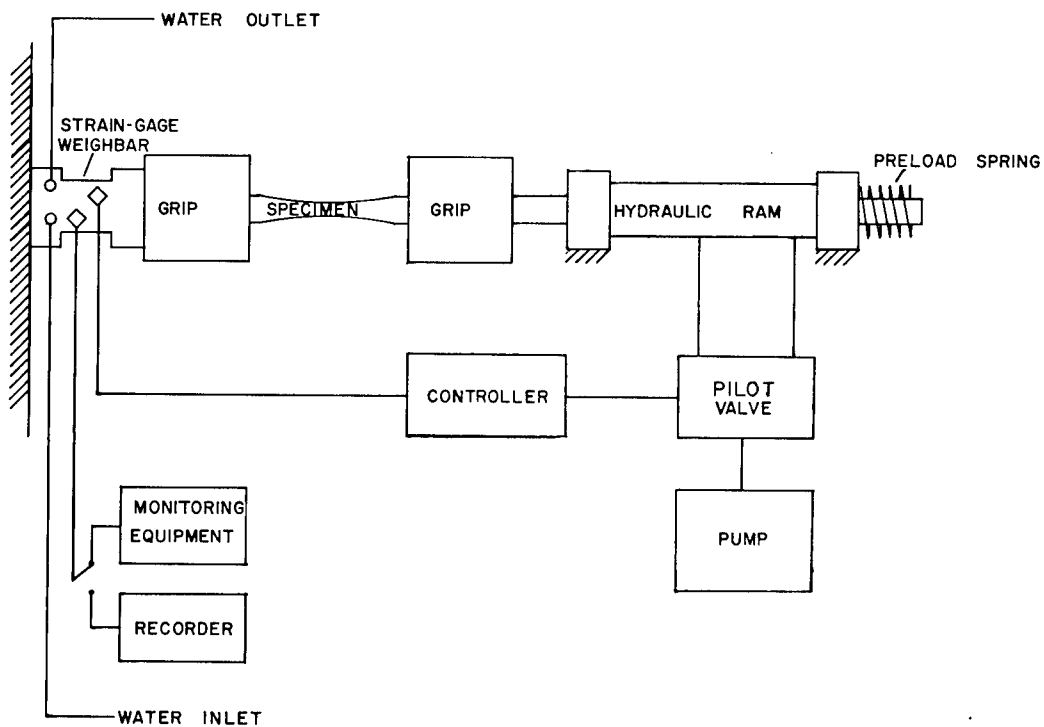 WATER OUTLET
STRAIN-GAGE
WEIGHBAR
PRELOAD SPRING
GRIP
SPECIMEN
GRIP
HYDRAULIC RAM
CONTROLLER
PILOT
VALVE
MONITORING
EQUIPMENT
PUMP
RECORDER
WATER INLET